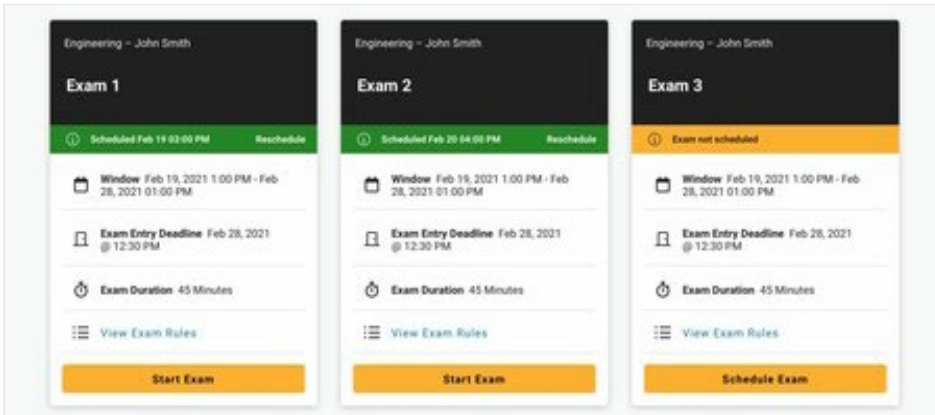 Engineering – John Smith
Exam 1
Scheduled Feb 19 03:00 PM Reschedule
Window Feb 19, 2021 1:00 PM - Feb
28, 2021 01:00 PM
Exam Entry Deadline Feb 28, 2021
@ 12:30 PM
Exam Duration 45 Minutes
View Exam Rules
Start Exam
Engineering – John Smith
Exam 2
Scheduled Feb 20 04:00 PM Reschedule
Window Feb 19, 2021 1:00 PM - Feb
28, 2021 01:00 PM
Exam Entry Deadline Feb 28, 2021
@ 12:30 PM
Exam Duration 45 Minutes
View Exam Rules
Start Exam
Engineering – John Smith
Exam 3
Exam not scheduled
Window Feb 19, 2021 1:00 PM - Feb
28, 2021 01:00 PM
Exam Entry Deadline Feb 28, 2021
@ 12:30 PM
Exam Duration 45 Minutes
View Exam Rules
Schedule Exam